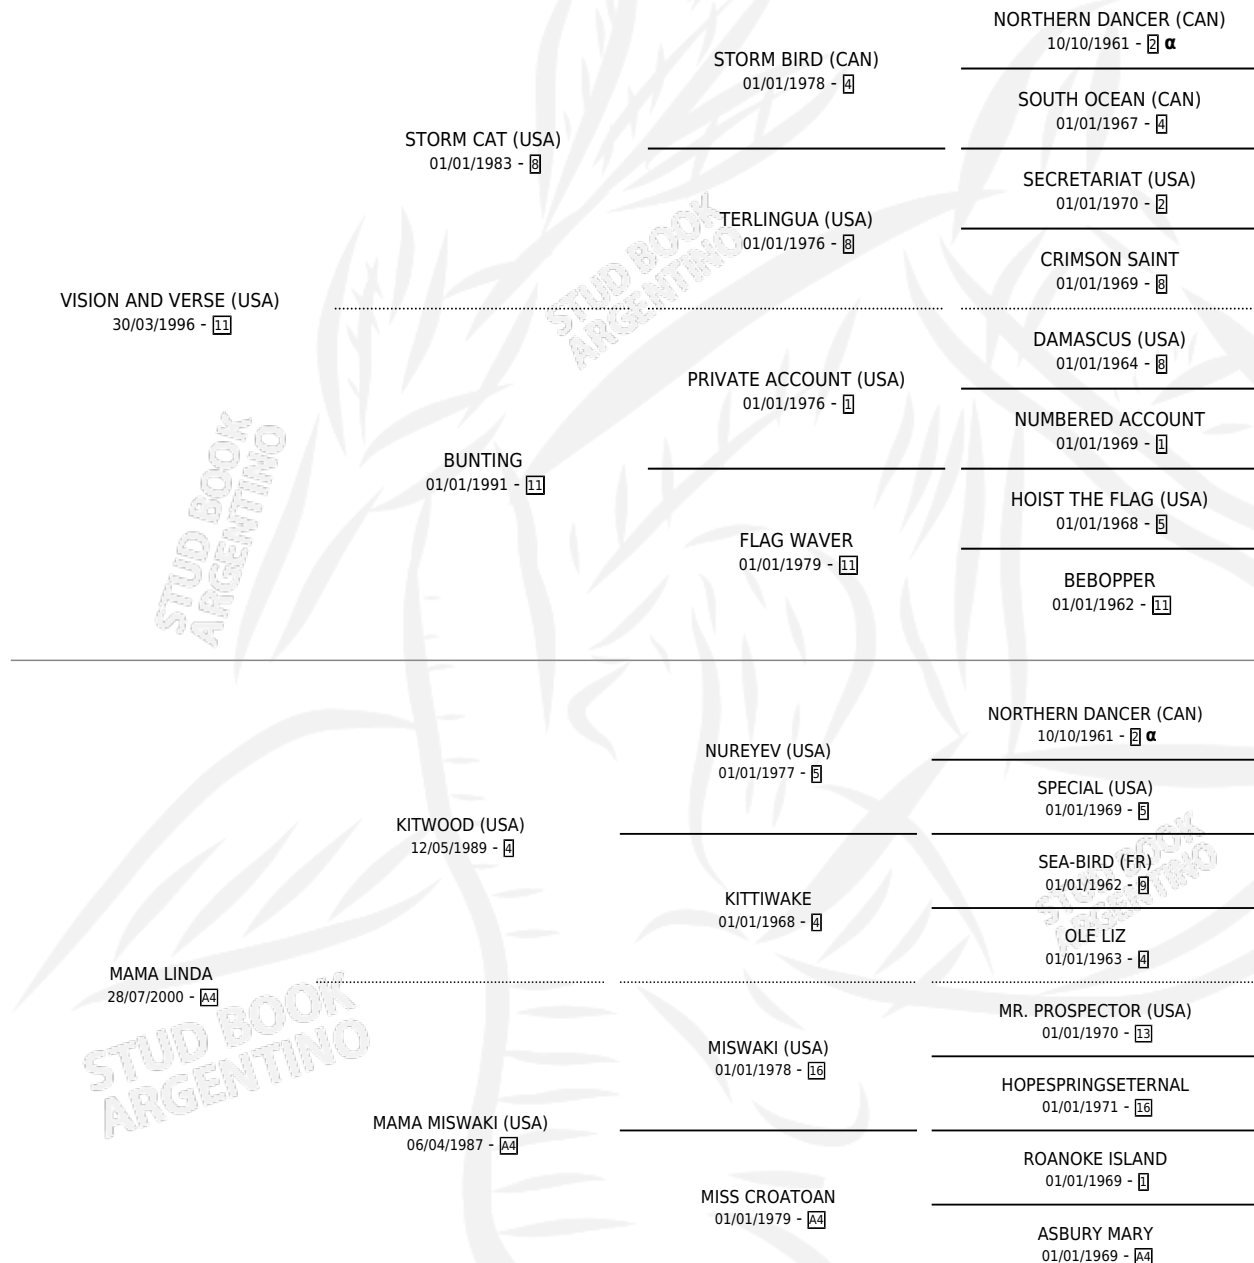 NORTHERN DANCER (CAN)
10/10/1961 - 2 α
STORM BIRD (CAN)
01/01/1978 - 4
SOUTH OCEAN (CAN)
01/01/1967 - 4
STORM CAT (USA)
01/01/1983 - 8
SECRETARIAT (USA)
01/01/1970 - 2
TERLINGUA (USA)
01/01/1976 - 8
CRIMSON SAINT
01/01/1969 - 8
VISION AND VERSE (USA)
30/03/1996 - 11
DAMASCUS (USA)
01/01/1964 - 8
PRIVATE ACCOUNT (USA)
01/01/1976 - 1
NUMBERED ACCOUNT
01/01/1969 - 1
BUNTING
01/01/1991 - 11
HOIST THE FLAG (USA)
01/01/1968 - 5
FLAG WAVER
01/01/1979 - 11
BEBOPPER
01/01/1962 - 11
NORTHERN DANCER (CAN)
10/10/1961 - 2 α
NUREYEV (USA)
01/01/1977 - 5
SPECIAL (USA)
01/01/1969 - 5
KITWOOD (USA)
12/05/1989 - 4
SEA-BIRD (FR)
01/01/1962 - 9
KITTIWAKE
01/01/1968 - 4
OLE LIZ
01/01/1963 - 4
MAMA LINDA
28/07/2000 - A4
MR. PROSPECTOR (USA)
01/01/1970 - 13
MISWAKI (USA)
01/01/1978 - 16
HOPESPRINGSETERNAL
01/01/1971 - 16
MAMA MISWAKI (USA)
06/04/1987 - A4
ROANOKE ISLAND
01/01/1969 - 1
MISS CROATOAN
01/01/1979 - A4
ASBURY MARY
01/01/1969 - A4
STUD BOOK
ARGENTINO
STUD BOOK
ARGENTINO
STUD BOOK
ARGENTINO
STUD BOOK
ARGENTINO